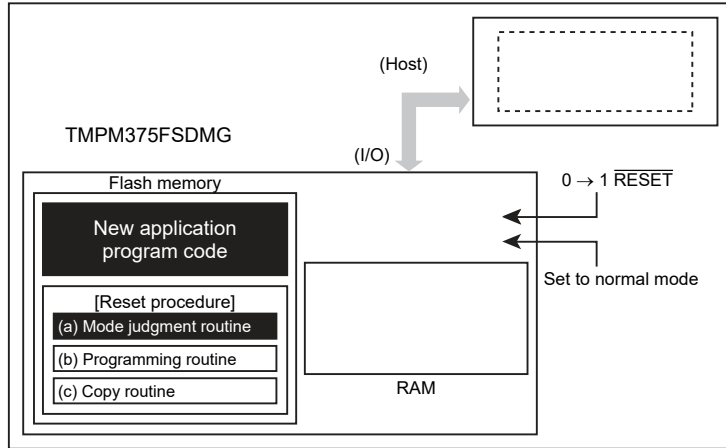 (Host)
TMPM375FSDMG
(I/O)
Flash memory
0 → 1 RESET
New application
program code
Set to normal mode
[Reset procedure]
(a) Mode judgment routine
(b) Programming routine
(c) Copy routine
RAM